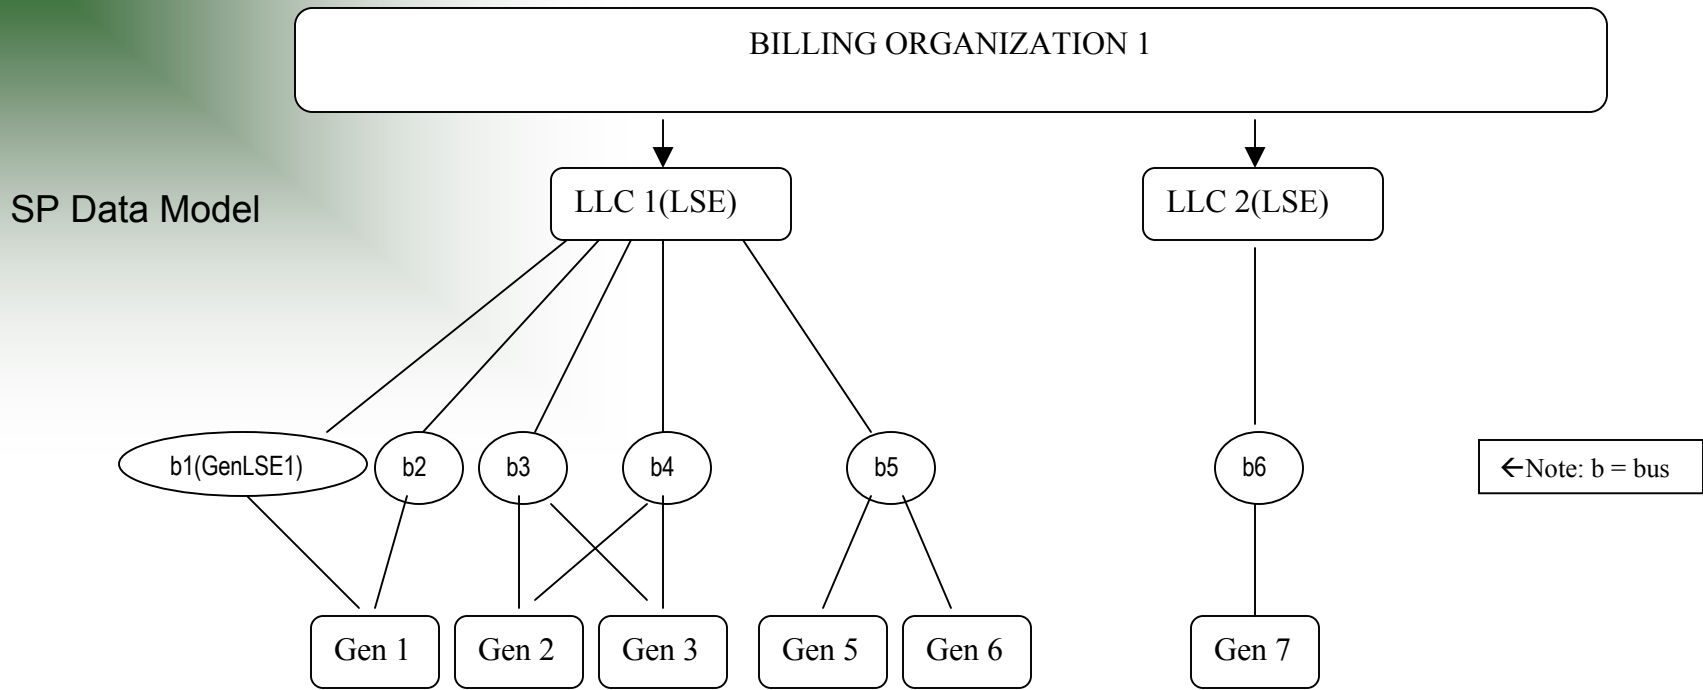 BILLING ORGANIZATION 1
SP Data Model
LLC 1(LSE)
LLC 2(LSE)
b1(GenLSE1)
b2
b3
b4
b5
b6
←Note: b = bus
Gen 1
Gen 2
Gen 3
Gen 5
Gen 6
Gen 7